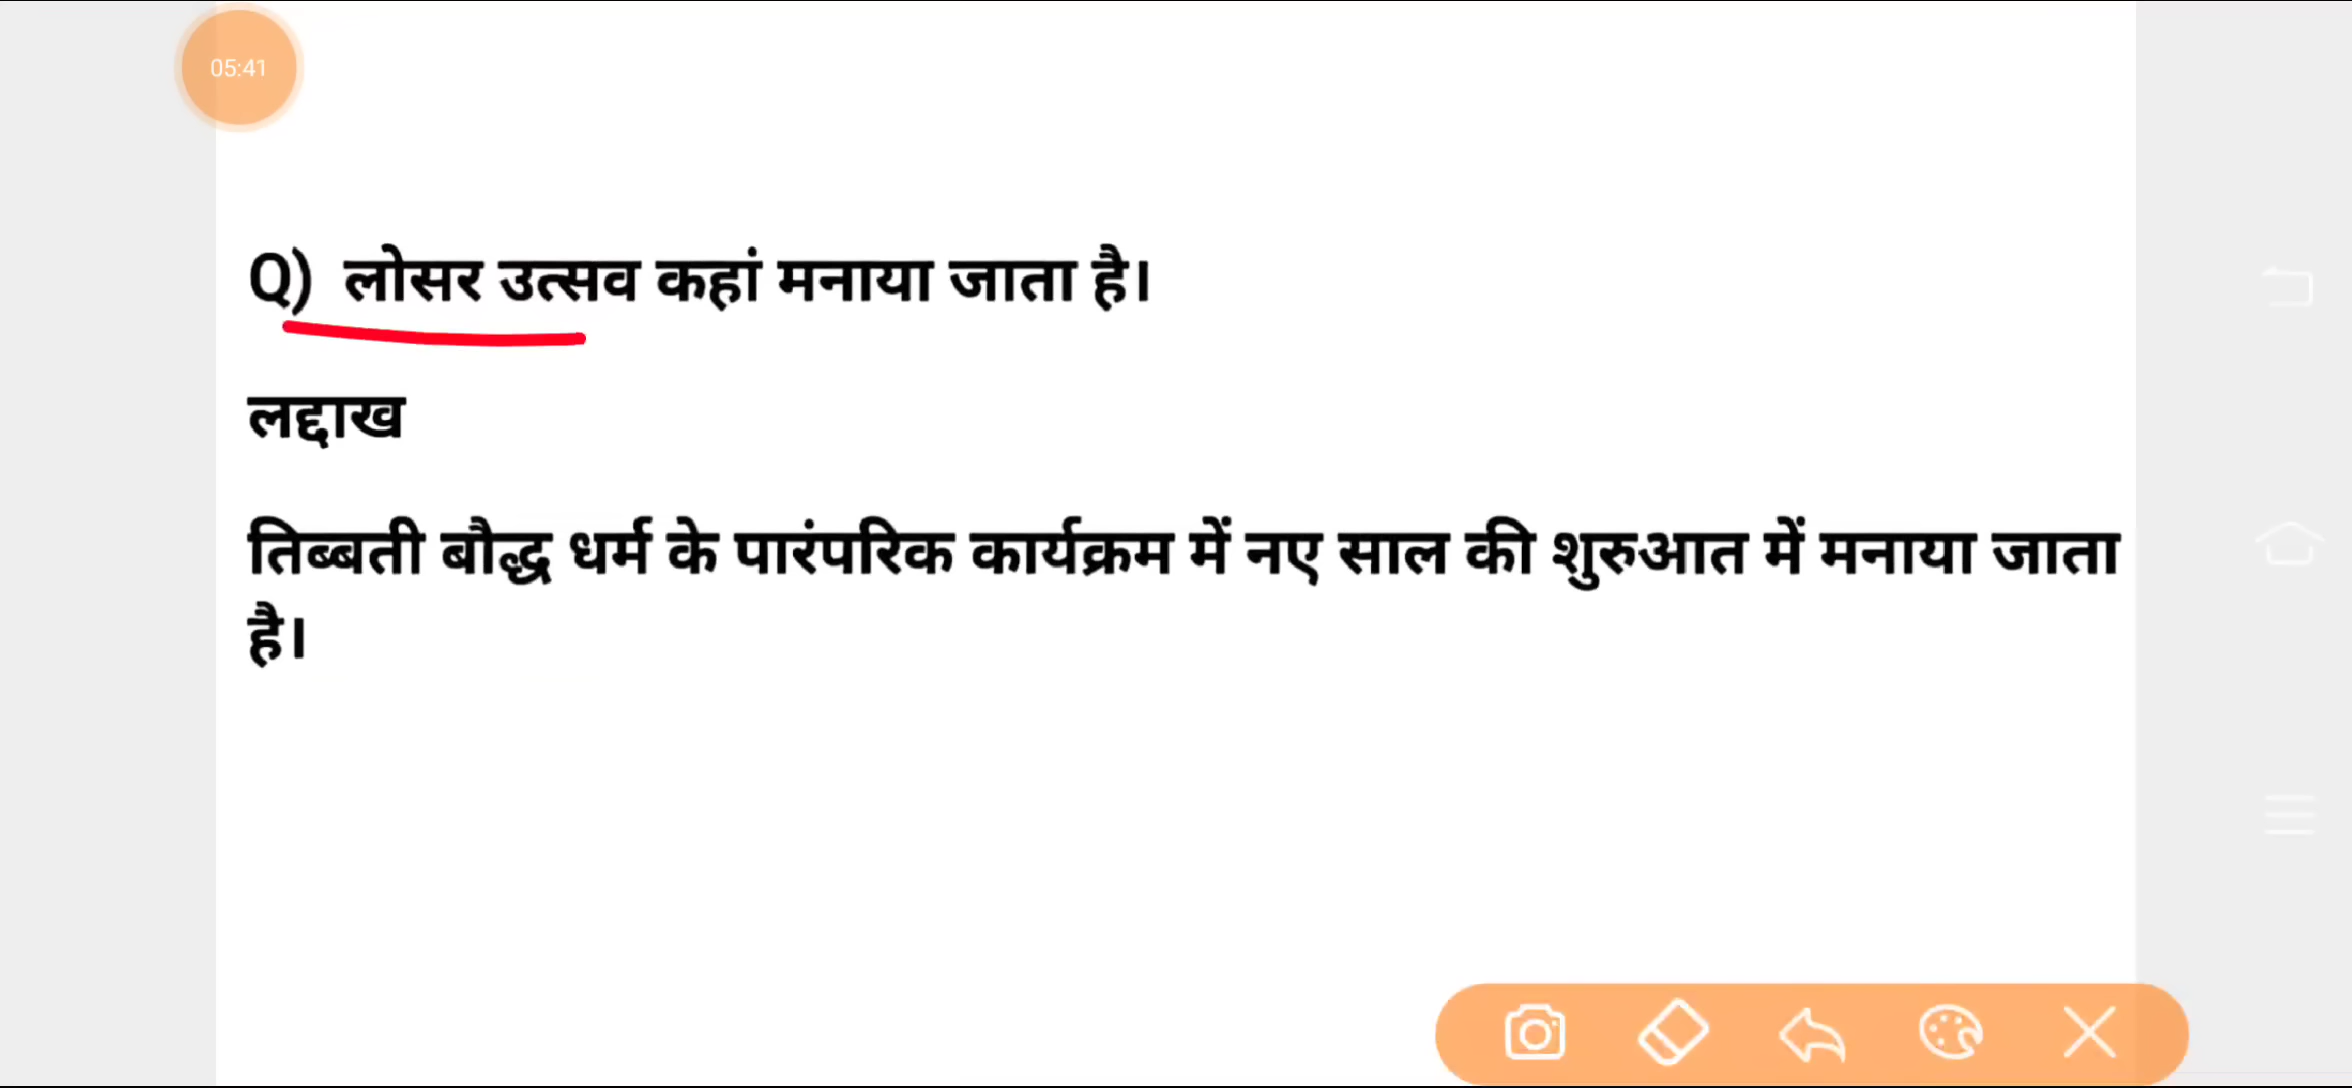 05:41
Q) लोसर उत्सव कहां मनाया जाता है।
लद्दाख
तिब्बती बौद्ध धर्म के पारंपरिक कार्यक्रम में नए साल की शुरुआत में मनाया जाता
है।